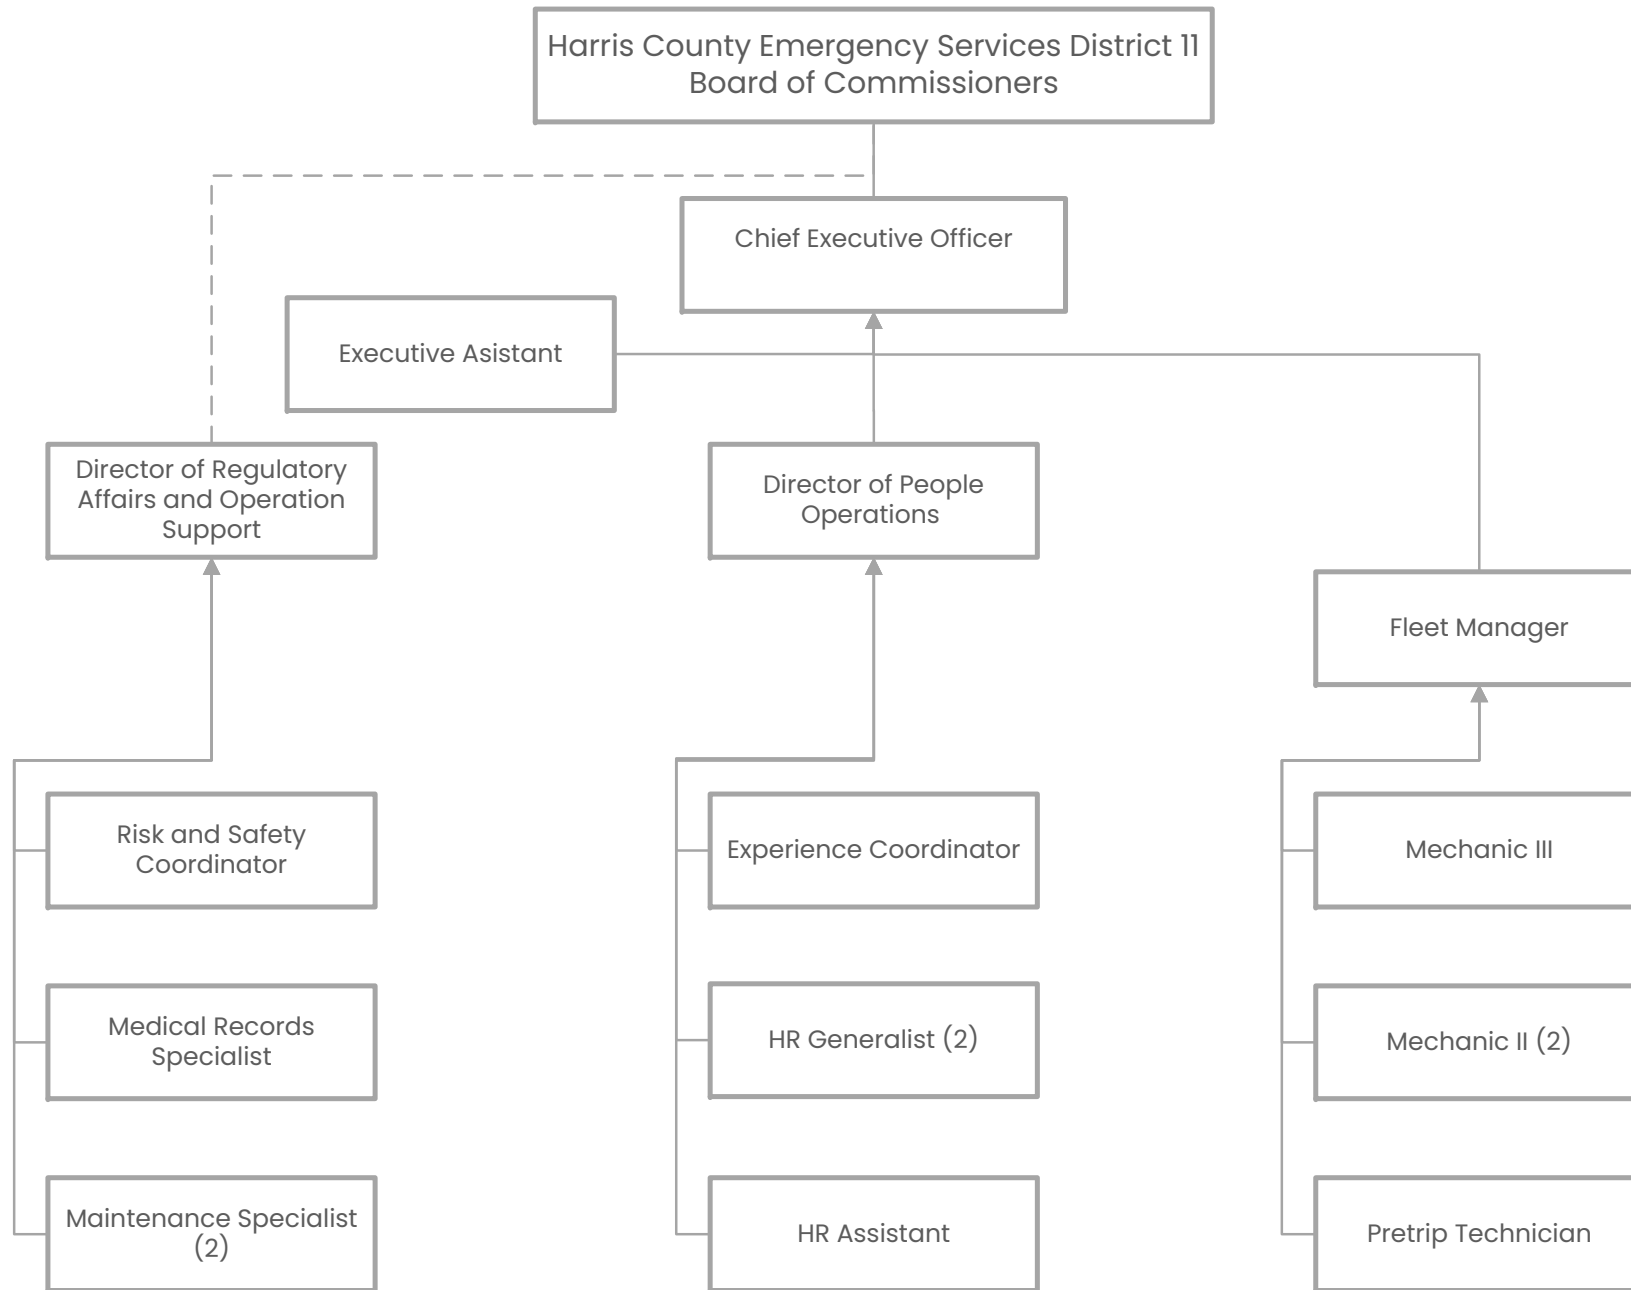 Harris County Emergency Services District 11
Board of Commissioners
Chief Executive Officer
Executive Asistant
Director of Regulatory
Affairs and Operation
Support
Director of People
Operations
Fleet Manager
Risk and Safety
Coordinator
Experience Coordinator
Mechanic III
Medical Records
Specialist
HR Generalist (2)
Mechanic II (2)
Maintenance Specialist
(2)
HR Assistant
Pretrip Technician